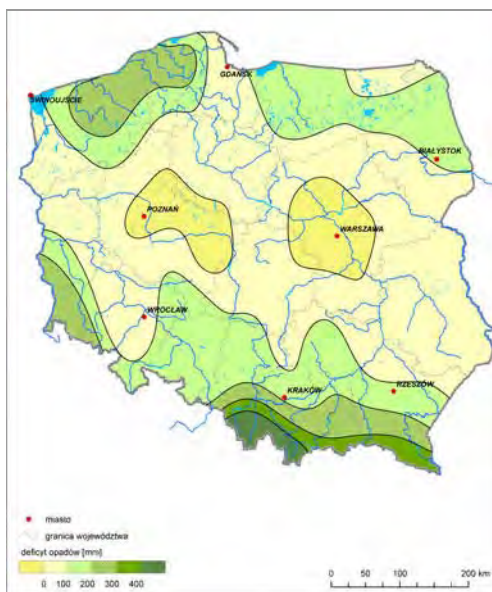 GDAŃSK
ŚWINOUJŚCIE
BIAŁYSTOK
POZNAŃ
WARSZAWA
WROCŁAW
KRAKÓW
RZESZÓW
miasto
granica województwa
deficyt opadów [mm]
0 100 200 300 400
0 50 100 200 km